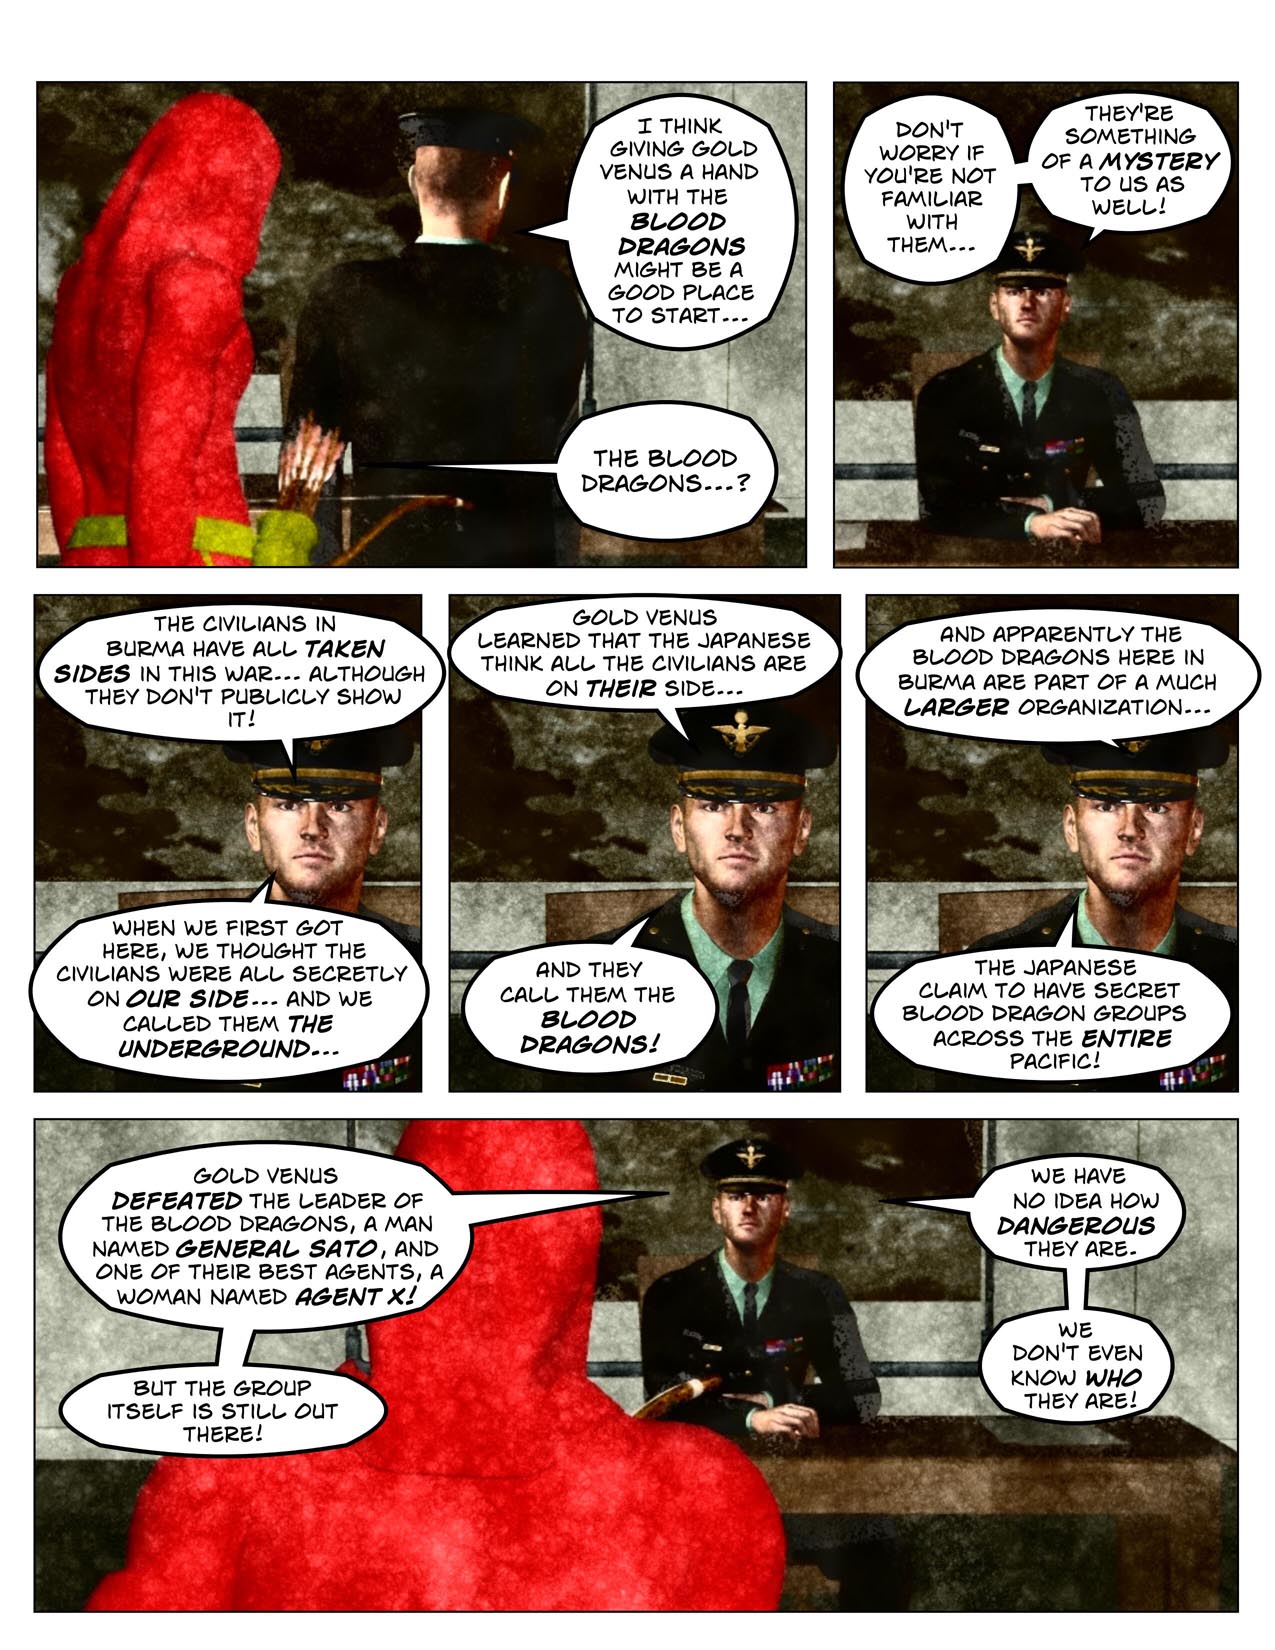 I THINK
GIVING GOLD
VENUS A HAND
WITH THE
BLOOD
DRAGONS
MIGHT BE A
GOOD PLACE
TO START...
THE BLOOD
DRAGONS...?
DON'T
WORRY IF
YOU'RE NOT
FAMILIAR
WITH
THEM...
THEY'RE
SOMETHING
OF A MYSTERY
TO US AS
WELL!
THE CIVILIANS IN
BURMA HAVE ALL TAKEN
SIDES IN THIS WAR... ALTHOUGH
THEY DON'T PUBLICLY SHOW
IT!
WHEN WE FIRST GOT
HERE, WE THOUGHT THE
CIVILIANS WERE ALL SECRETLY
ON OUR SIDE... AND WE
CALLED THEM THE
UNDERGROUND...
GOLD VENUS
LEARNED THAT THE JAPANESE
THINK ALL THE CIVILIANS ARE
ON THEIR SIDE...
AND THEY
CALL THEM THE
BLOOD
DRAGONS!
AND APPARENTLY THE
BLOOD DRAGONS HERE IN
BURMA ARE PART OF A MUCH
LARGER ORGANIZATION...
THE JAPANESE
CLAIM TO HAVE SECRET
BLOOD DRAGON GROUPS
ACROSS THE ENTIRE
PACIFIC!
GOLD VENUS
DEFEATED THE LEADER OF
THE BLOOD DRAGONS, A MAN
NAMED GENERAL SATO, AND
ONE OF THEIR BEST AGENTS, A
WOMAN NAMED AGENT X!
BUT THE GROUP
ITSELF IS STILL OUT
THERE!
WE HAVE
NO IDEA HOW
DANGEROUS
THEY ARE.
WE
DON'T EVEN
KNOW WHO
THEY ARE!